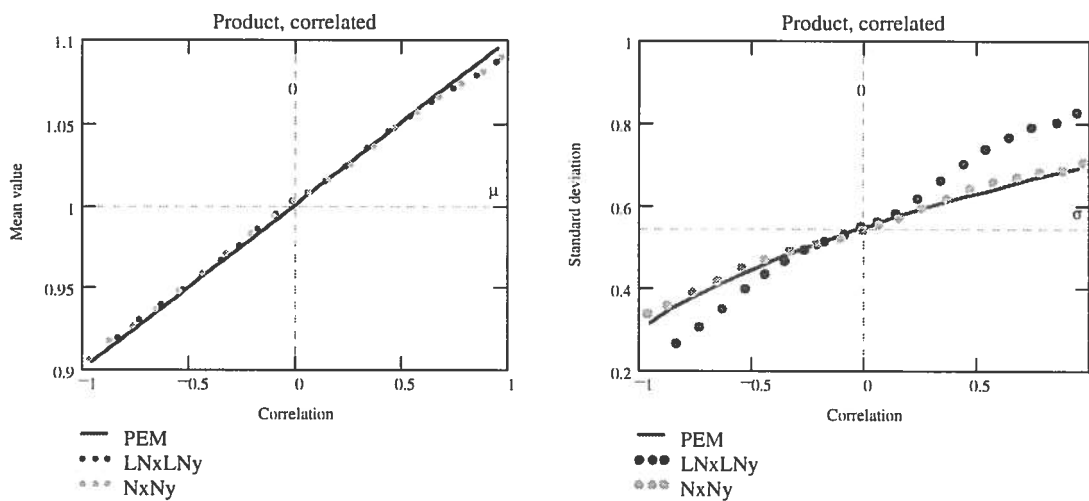 Product, correlated
1.1
1.05
1
0.95
0.9
0
μ
−1
−0.5
0
0.5
1
Mean value
Correlation
PEM
LNxLNy
NxNy
Product, correlated
1
0.8
0.6
0.4
0.2
0
σ
−1
−0.5
0
0.5
Standard deviation
Correlation
PEM
LNxLNy
NxNy